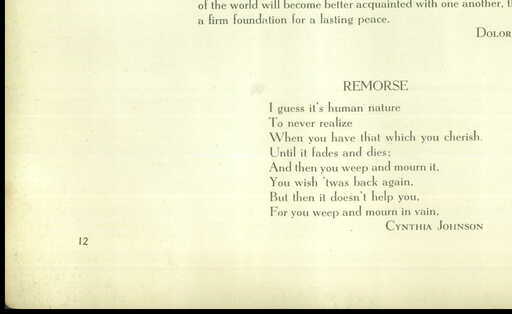 of the world will become better acquainted with one another,
a firm foundation for a lasting peace.
DOLOR
REMORSE
I guess it's human nature
To never realize
When you have that which you cherish.
Until it fades and dies;
And then you weep and mourn it,
You wish 'twas back again,
But then it doesn't help you,
For you weep and mourn in vain.
CYNTHIA JOHNSON
12